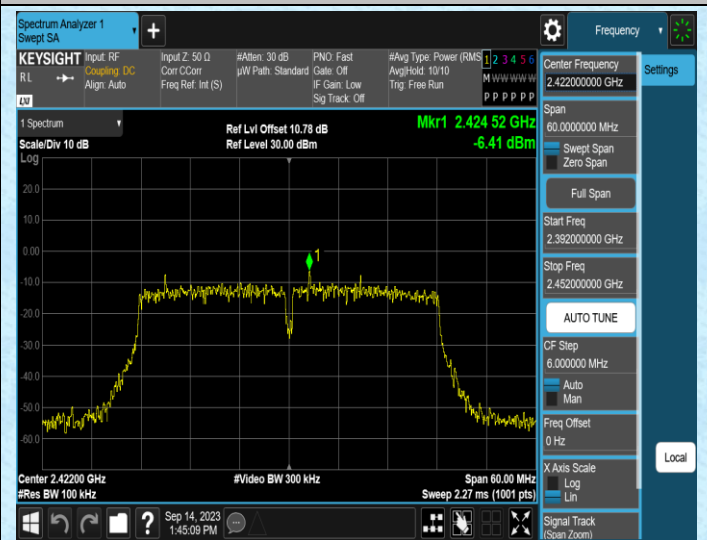 Spectrum Analyzer 1
Swept SA
+
Frequency
KEYSIGHT
RL
LXI
Input: RF
Coupling: DC
Align: Auto
Input Z: 50 Ω
Corr CCorr
Freq Ref: Int (S)
#Atten: 30 dB
µW Path: Standard
PNO: Fast
Gate: Off
IF Gain: Low
Sig Track: Off
#Avg Type: Power (RMS
Avg|Hold: 10/10
Trig: Free Run
1 2 3 4 5 6
M W W W W W
P P P P P P
1 Spectrum
Scale/Div 10 dB
Ref Lvl Offset 10.78 dB
Ref Level 30.00 dBm
Mkr1 2.424 52 GHz
-6.41 dBm
Log
20.0
10.0
0.00
-10.0
-20.0
-30.0
-40.0
-50.0
-60.0
1
Center 2.42200 GHz
#Res BW 100 kHz
#Video BW 300 kHz
Span 60.00 MHz
Sweep 2.27 ms (1001 pts)
?
Sep 14, 2023
1:45:09 PM
Center Frequency
2.422000000 GHz
Span
60.0000000 MHz
Swept Span
Zero Span
Full Span
Start Freq
2.392000000 GHz
Stop Freq
2.452000000 GHz
AUTO TUNE
CF Step
6.000000 MHz
Auto
Man
Freq Offset
0 Hz
X Axis Scale
Log
Lin
Signal Track
(Span Zoom)
Settings
Local